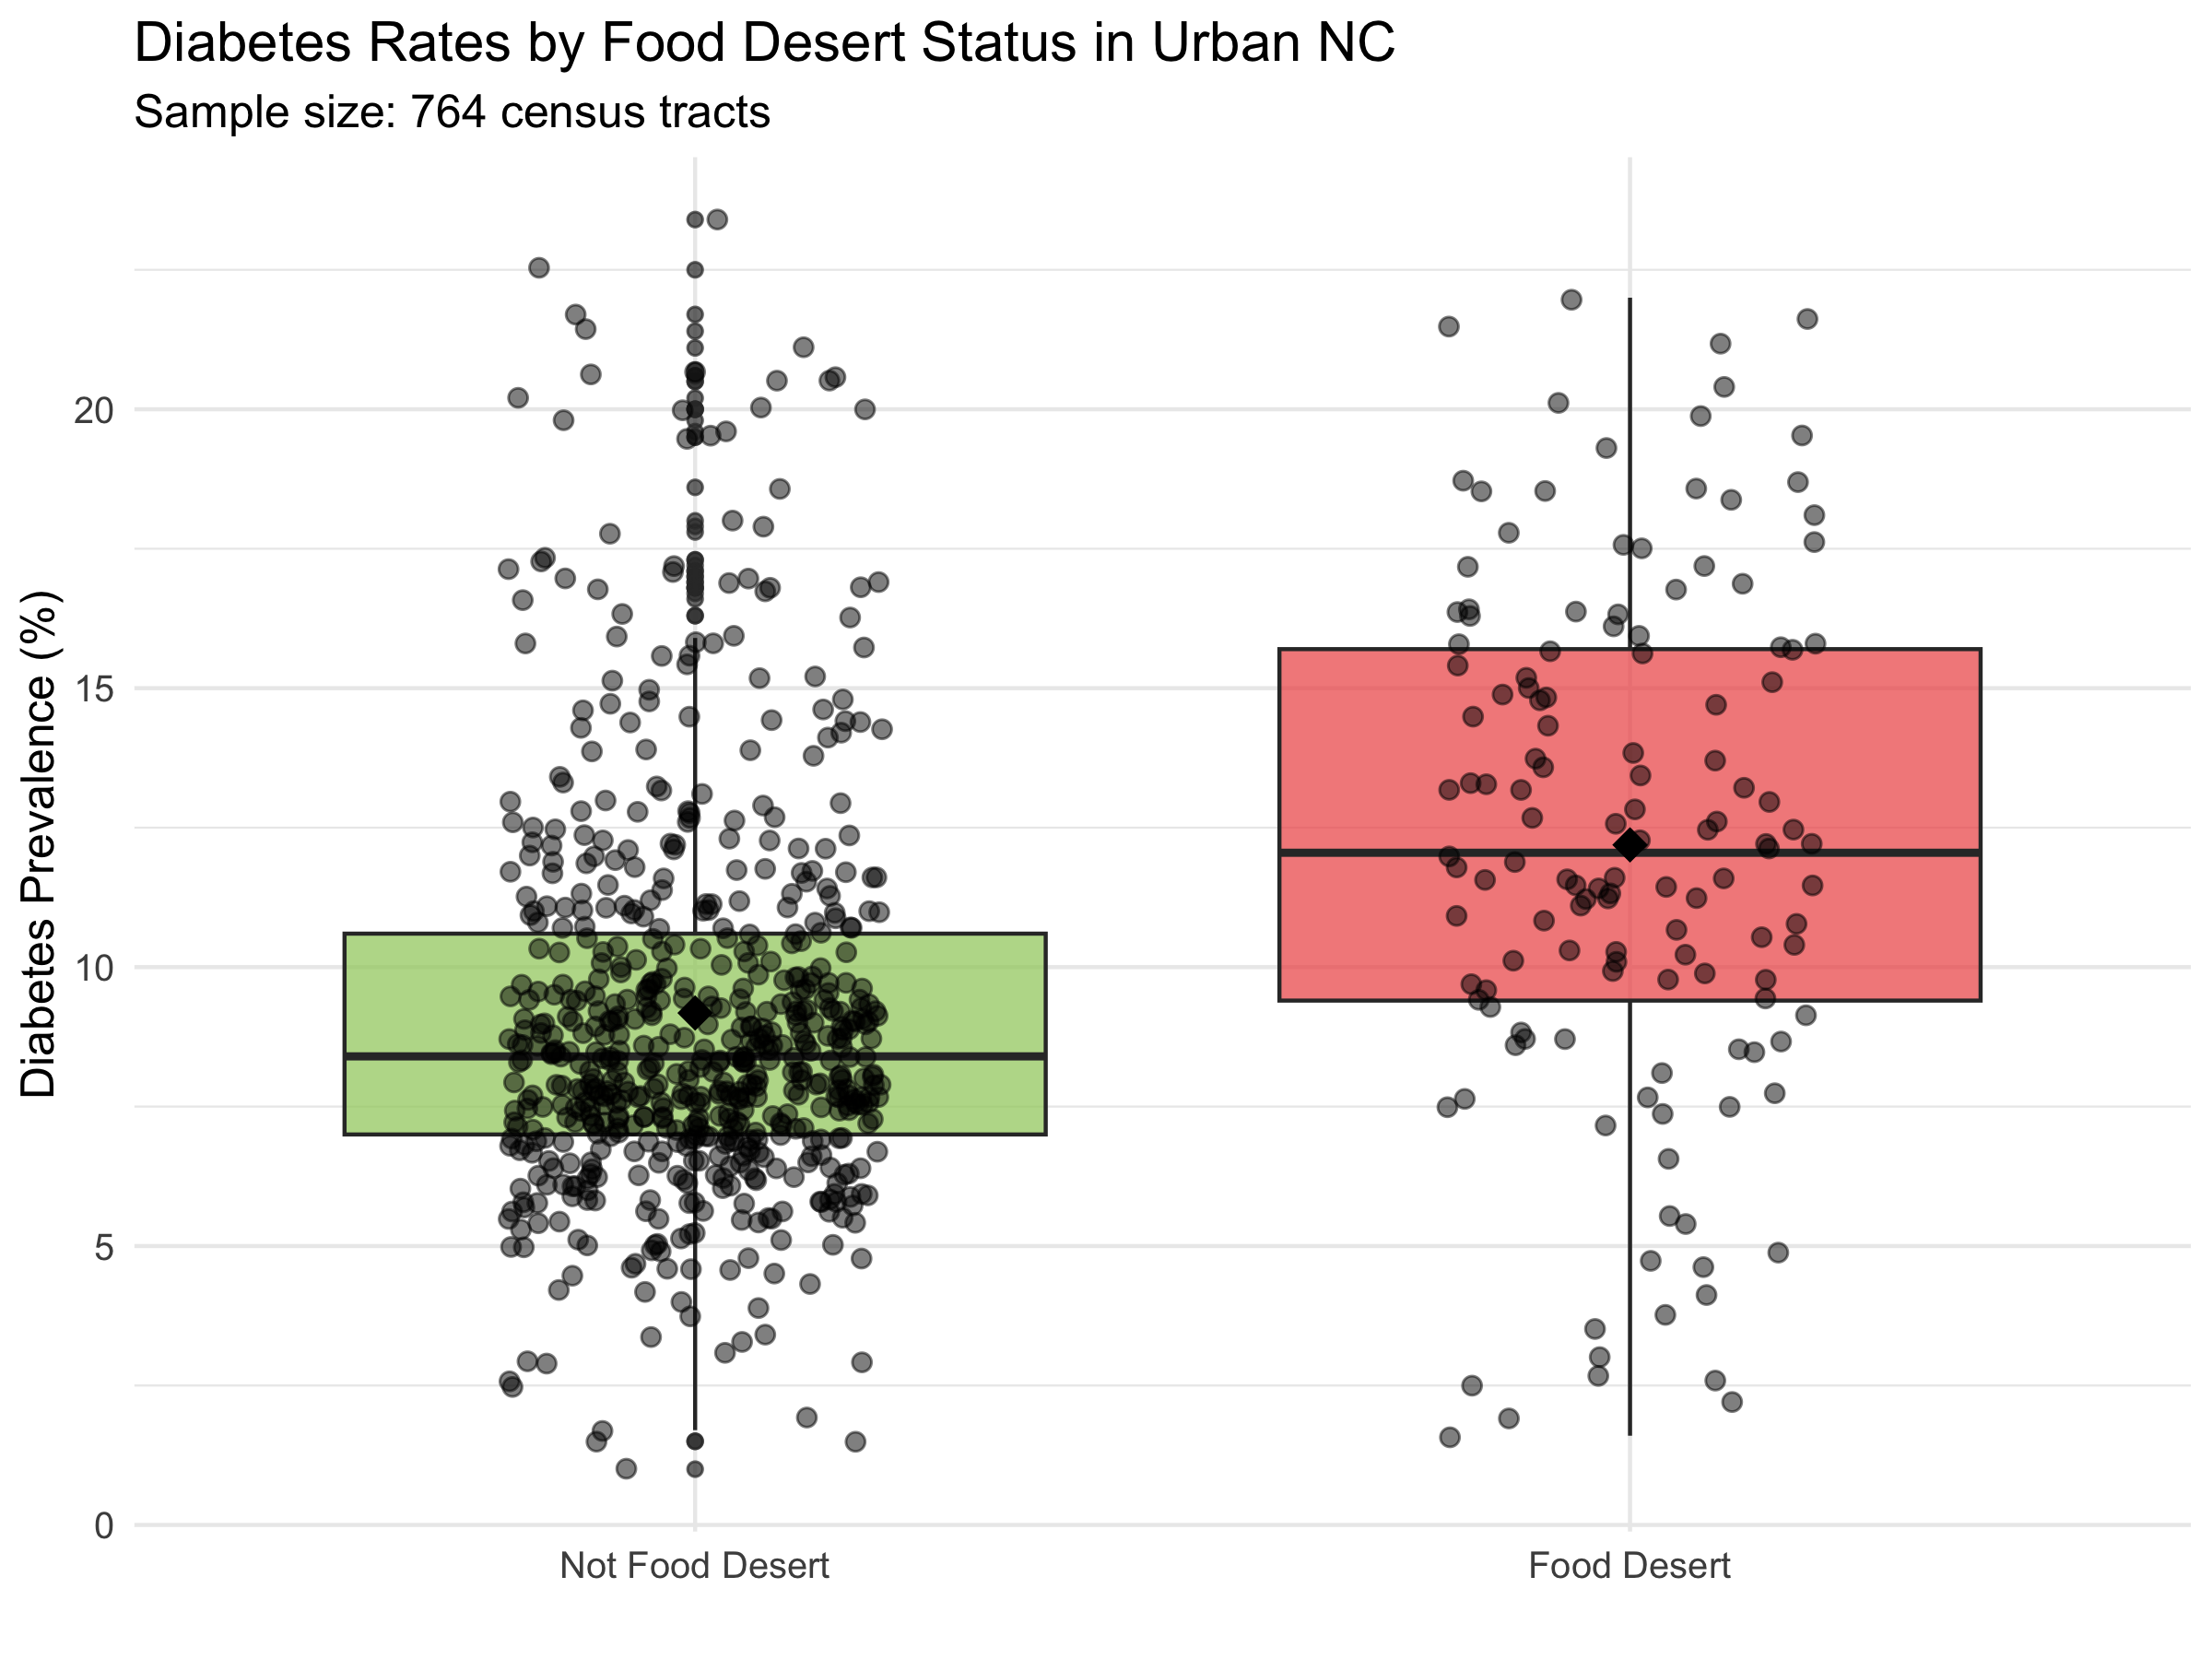 Diabetes Rates by Food Desert Status in Urban NC
Sample size: 764 census tracts
Diabetes Prevalence (%)
20
15
10
5
0
Not Food Desert
Food Desert